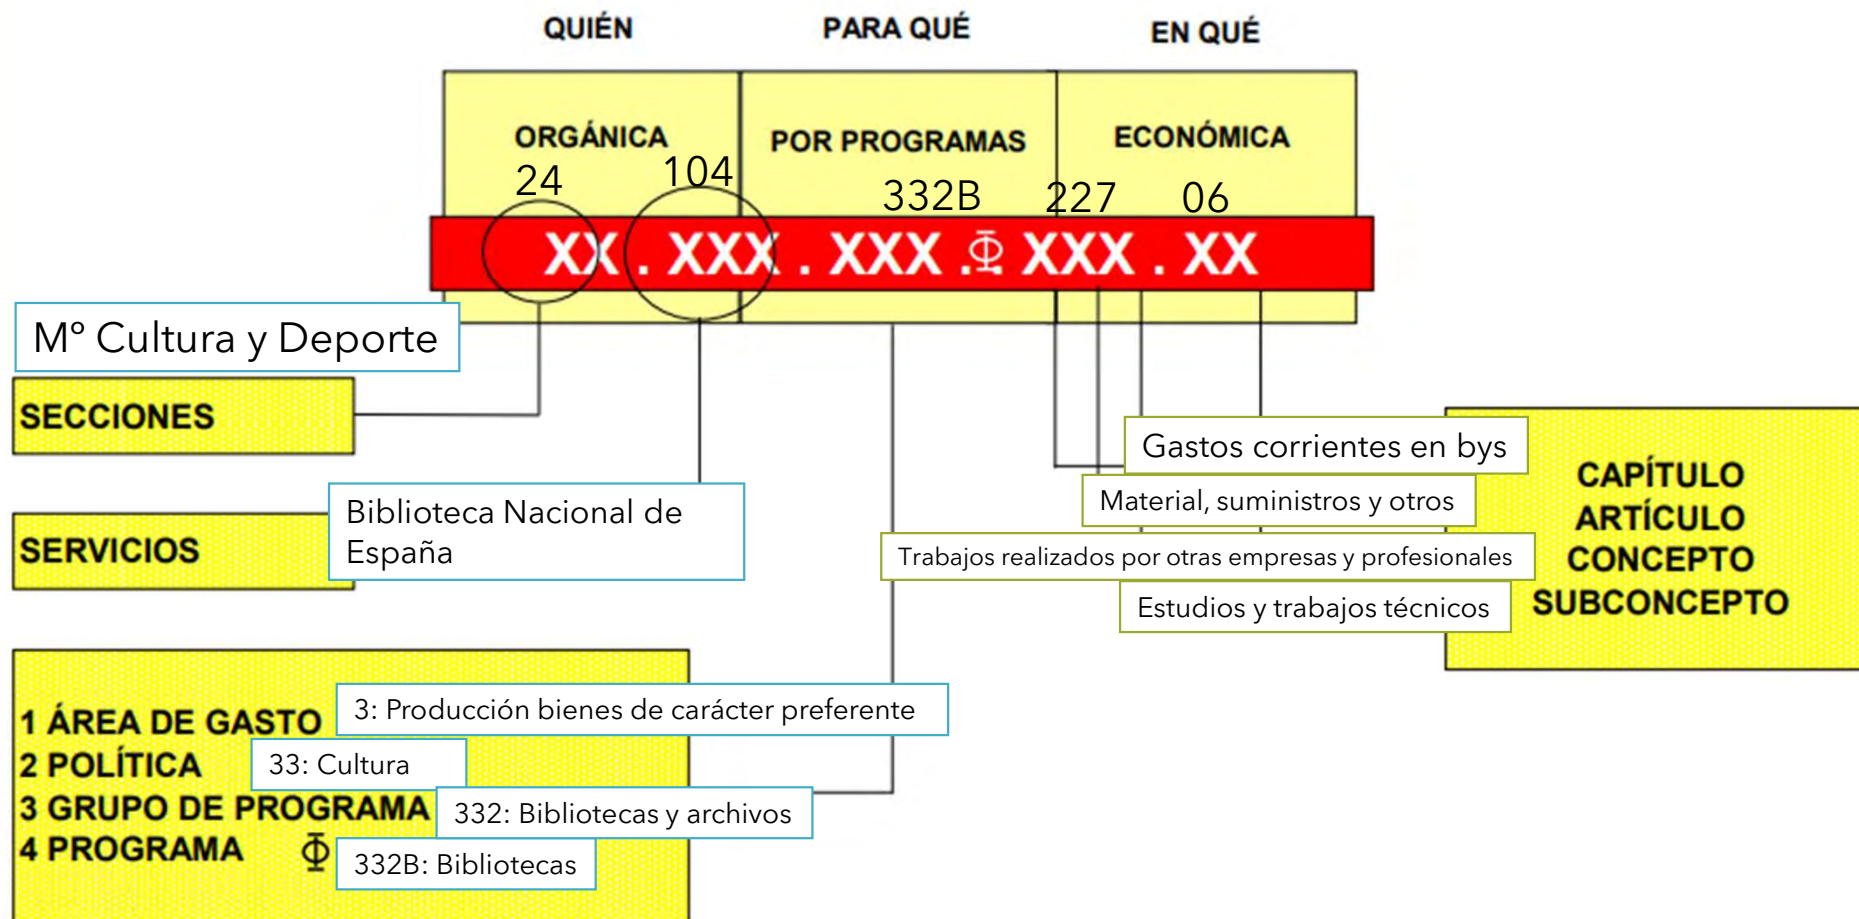 QUIÉN PARA QUÉ EN QUÉ
ORGÁNICA POR PROGRAMAS ECONÓMICA
24 104 332B 227 06
XX . XXX . XXX . Φ . XXX . XX
Mº Cultura y Deporte
SECCIONES
Biblioteca Nacional de
España
SERVICIOS
Gastos corrientes en bys
Material, suministros y otros
Trabajos realizados por otras empresas y profesionales
Estudios y trabajos técnicos
CAPÍTULO
ARTÍCULO
CONCEPTO
SUBCONCEPTO
1 ÁREA DE GASTO 3: Producción bienes de carácter preferente
2 POLÍTICA 33: Cultura
3 GRUPO DE PROGRAMA 332: Bibliotecas y archivos
4 PROGRAMA Φ 332B: Bibliotecas